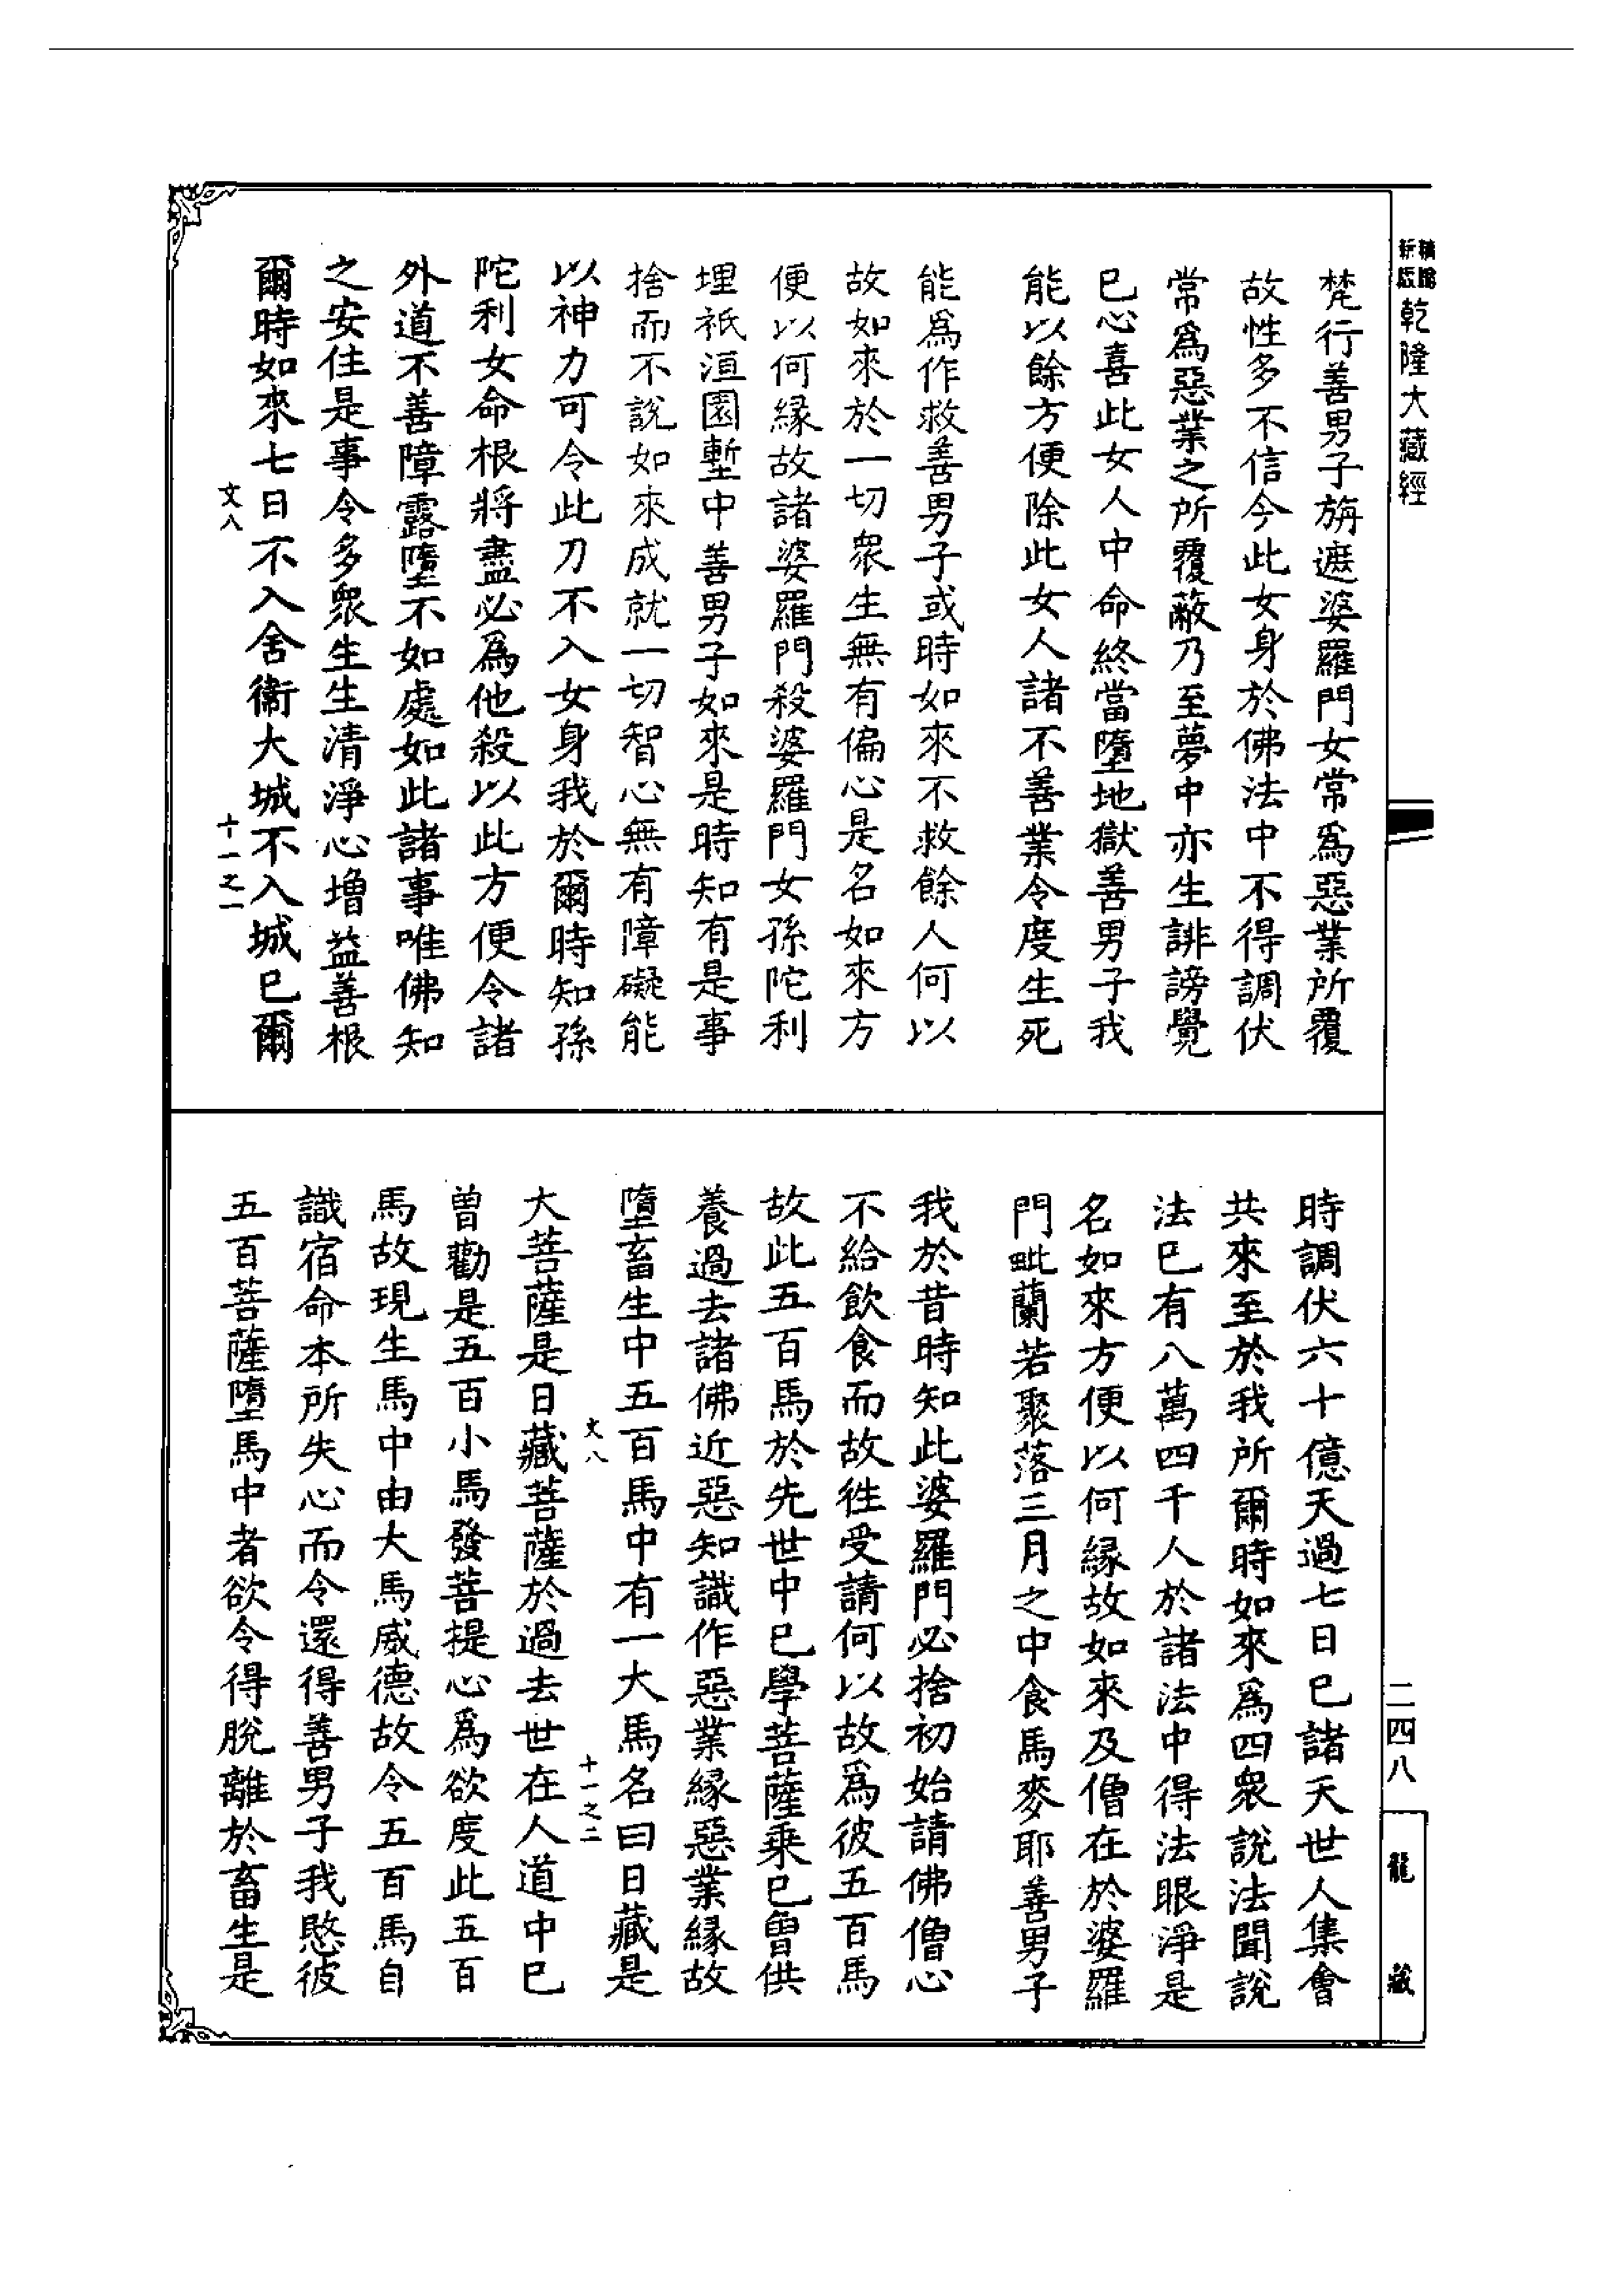 新編縮版
乾隆大藏經
梵行善男子旃遮婆羅門女常爲惡業所覆
故性多不信今此女身於佛法中不得調伏
常爲惡業之所覆蔽乃至夢中亦生誹謗覺
已心喜此女人中命終當墮地獄善男子我
能以餘方便除此女人諸不善業令度生死
能爲作救善男子或時如來不救餘人何以
故如來於一切眾生無有偏心是名如來方
便以何緣故諸婆羅門殺婆羅門女孫陀利
埋祇洹園塹中善男子如來是時知有是事
捨而不說如來成就一切智心無有障礙能
以神力可令此刀不入女身我於爾時知孫
陀利女命根將盡必爲他殺以此方便令諸
外道不善障露墮不如處如此諸事唯佛知
之安住是事令多眾生生清淨心增益善根
爾時如來七日不入舍衛大城不入城已爾
文八
十一之一
時調伏六十億天過七日已諸天世人集會
共來至於我所爾時如來爲四眾說法聞說
法已有八萬四千人於諸法中得法眼淨是
名如來方便以何緣故如來及僧在於婆羅
門毗蘭若聚落三月之中食馬麥耶善男子
我於昔時知此婆羅門必捨初始請佛僧心
不給飲食而故往受請何以故爲彼五百馬
故此五百馬於先世中已學菩薩乘已曾供
養過去諸佛近惡知識作惡業緣惡業緣故
墮畜生中五百馬中有一大馬名曰日藏是
文八
十一之二
大菩薩是日藏菩薩於過去世在人道中已
曾勸是五百小馬發菩提心爲欲度此五百
馬故現生馬中由大馬威德故令五百馬自
識宿命本所失心而令還得善男子我愍彼
五百菩薩墮馬中者欲令得脫離於畜生是
二四八
龍藏